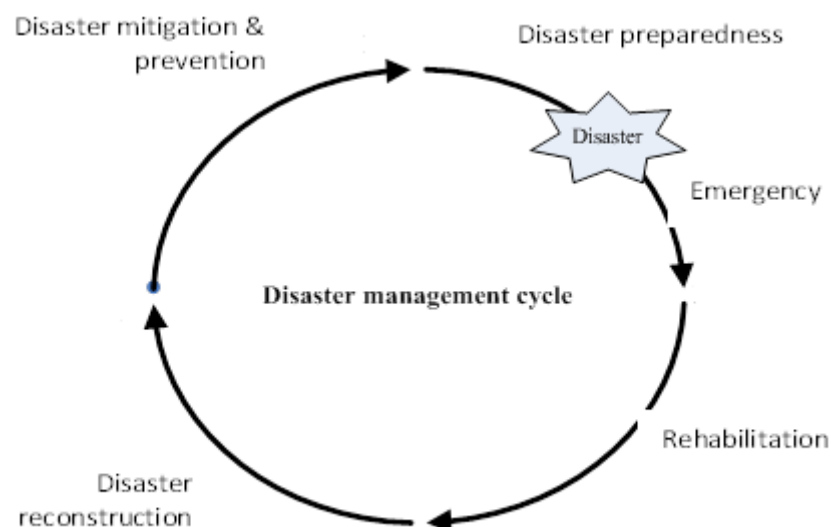 Disaster mitigation &
prevention
Disaster preparedness
Disaster
Emergency
Disaster management cycle
Rehabilitation
Disaster
reconstruction